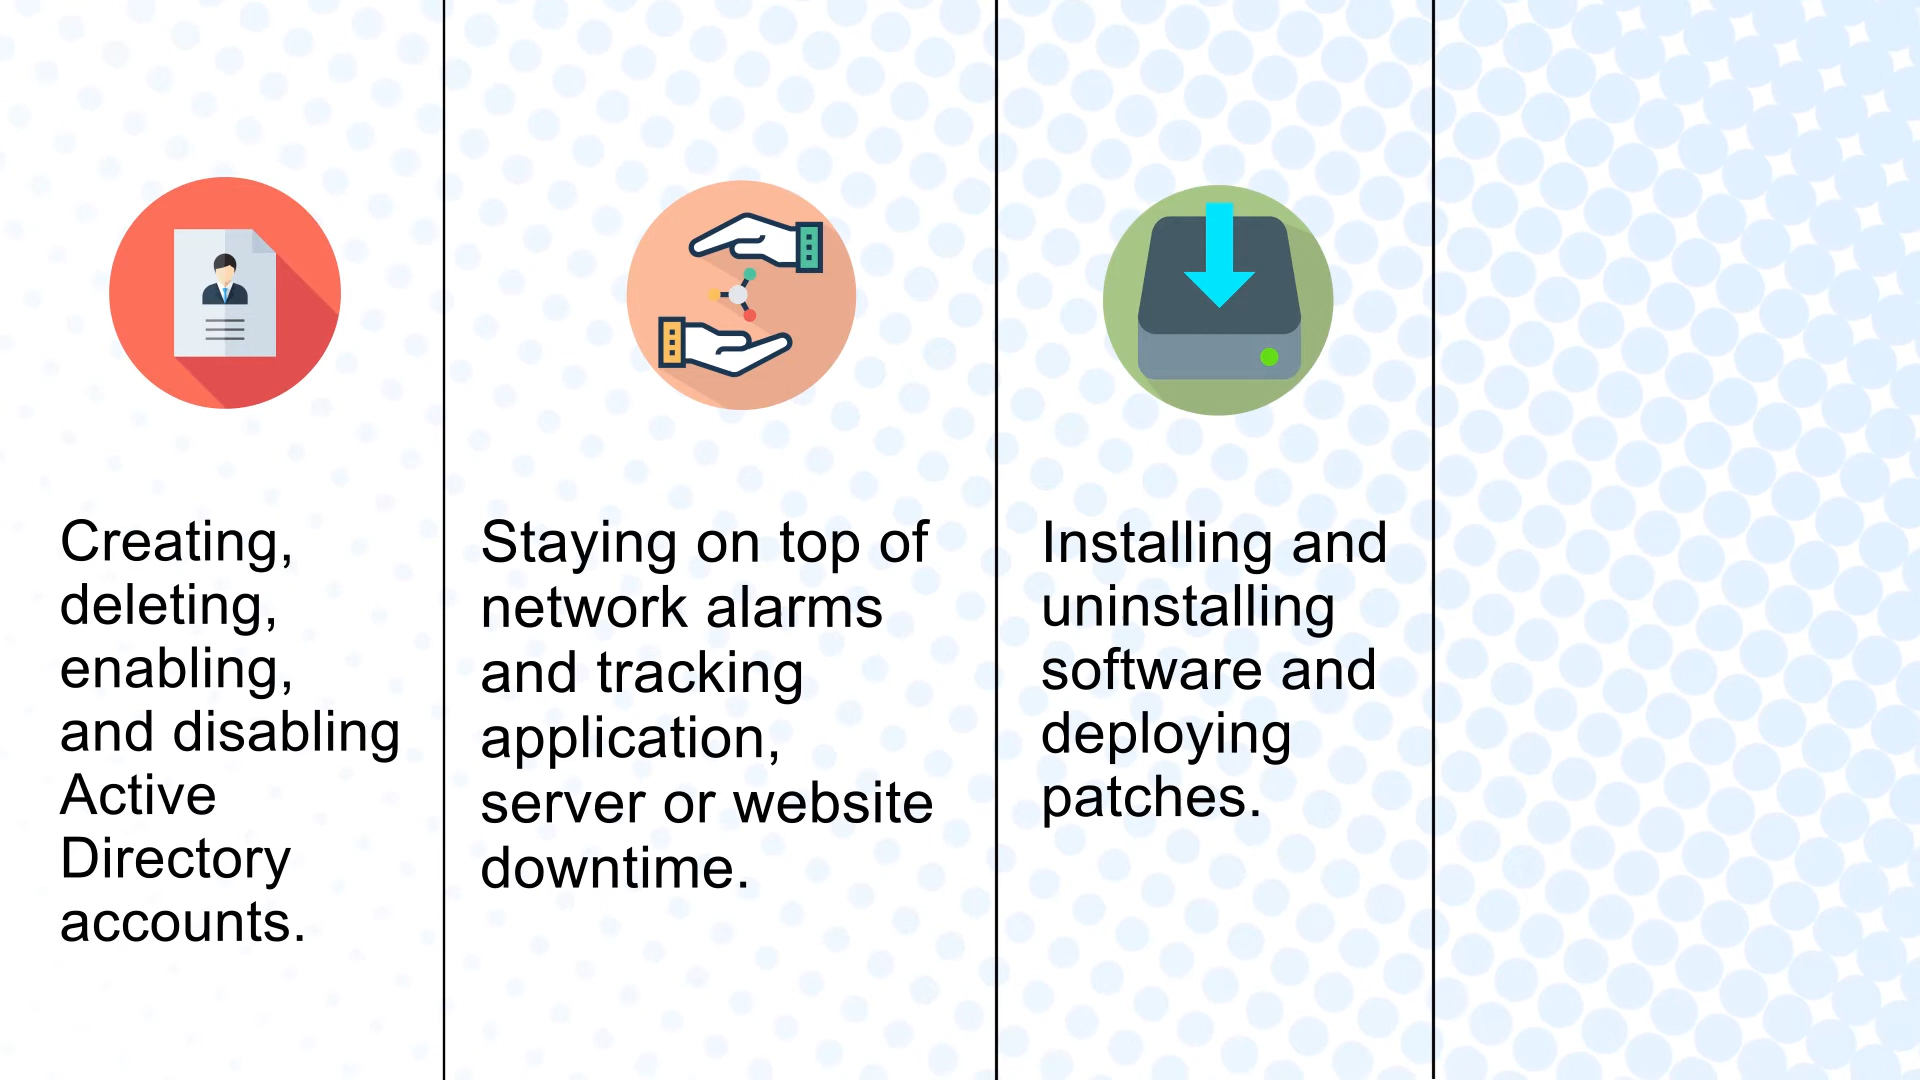 Creating,
deleting,
enabling,
and disabling
Active
Directory
accounts.
Staying on top of
network alarms
and tracking
application,
server or website
downtime.
Installing and
uninstalling
software and
deploying
patches.